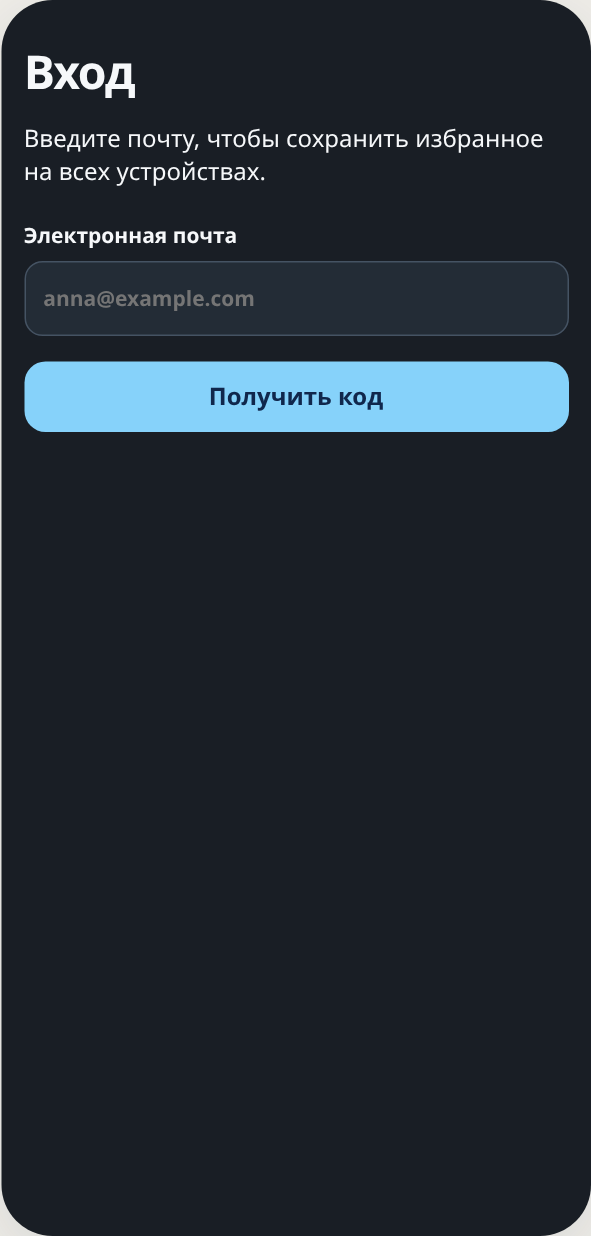 Вход
Введите почту, чтобы сохранить избранное
на всех устройствах.
Электронная почта
anna@example.com
Получить код